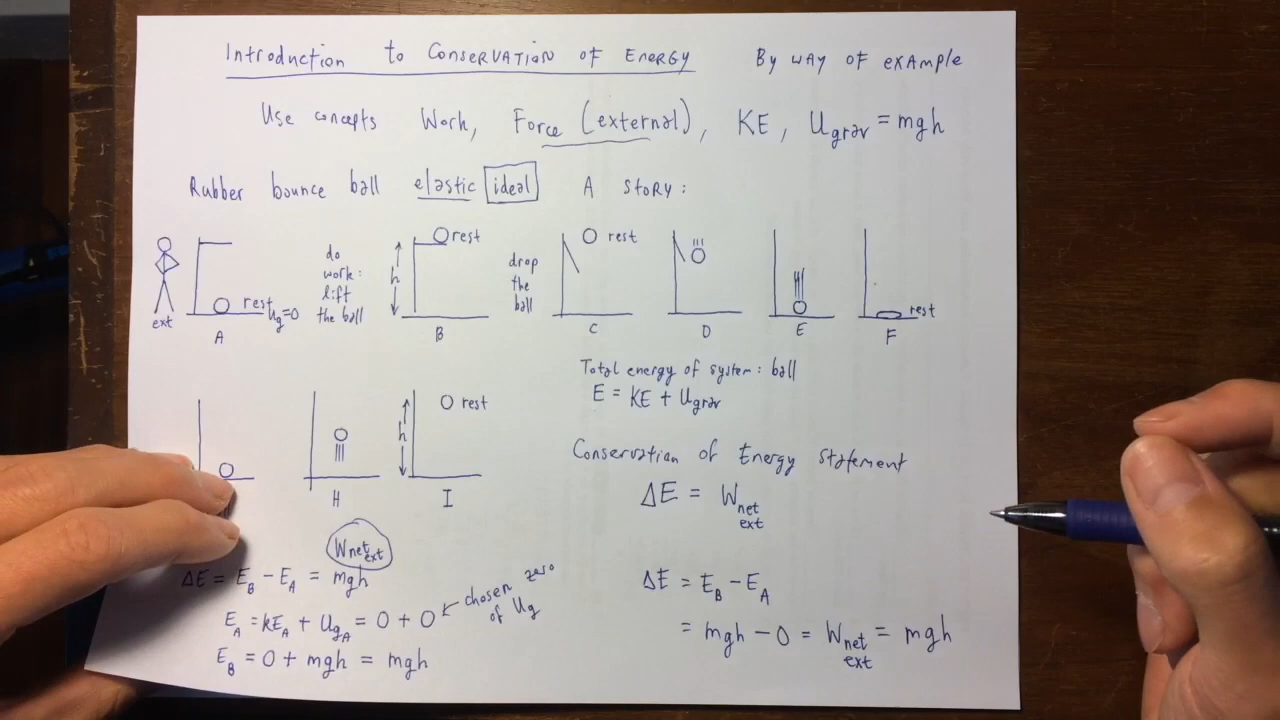 Introduction to Conservation of Energy By way of example
Use concepts Work, Force (external), KE, Ugrav = mgh
Rubber bounce ball elastic ideal A story:
ext
rest
Ug=0
A
do
work:
lift
the ball
h
rest
B
drop
the
ball
rest
C
D
E
rest
F
Total energy of system: ball
E = KE + Ugrav
H
h
rest
I
Conservation of Energy Statement
ΔE = Wnet ext
Wnet ext
ΔE = EB − EA = mgh
EA = KEA + UgA = 0 + 0 ← chosen zero of Ug
EB = 0 + mgh = mgh
ΔE = EB − EA
= mgh − 0 = Wnet ext = mgh